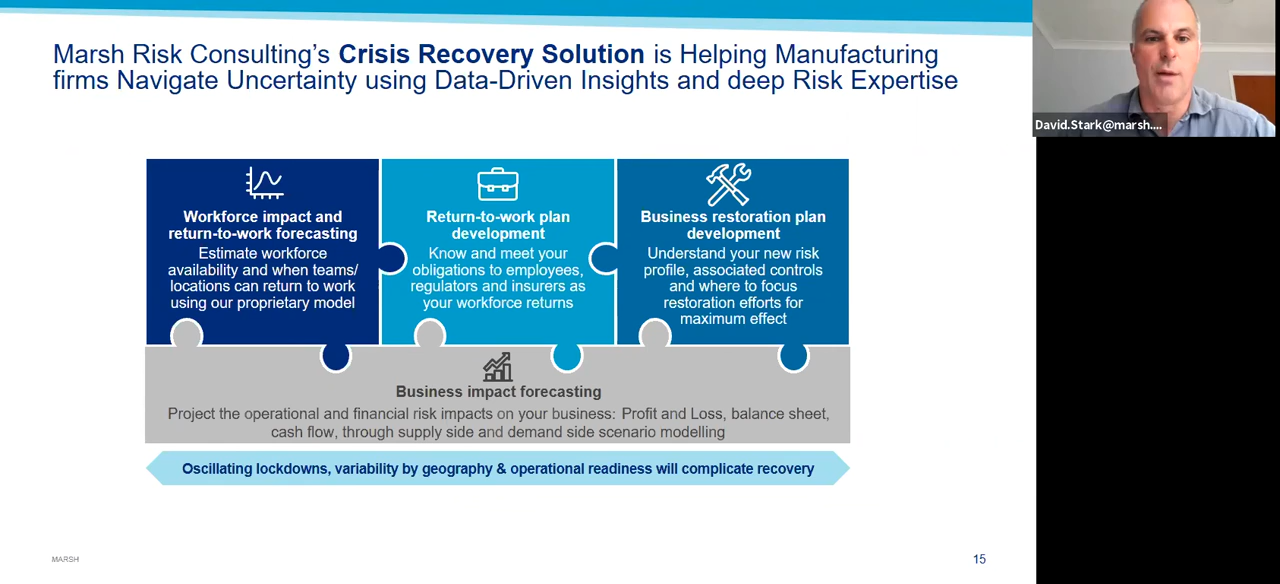 Marsh Risk Consulting's Crisis Recovery Solution is Helping Manufacturing
firms Navigate Uncertainty using Data-Driven Insights and deep Risk Expertise
David.Stark@marsh....
Workforce impact and
return-to-work forecasting
Estimate workforce
availability and when teams/
locations can return to work
using our proprietary model
Return-to-work plan
development
Know and meet your
obligations to employees,
regulators and insurers as
your workforce returns
Business restoration plan
development
Understand your new risk
profile, associated controls
and where to focus
restoration efforts for
maximum effect
Business impact forecasting
Project the operational and financial risk impacts on your business: Profit and Loss, balance sheet,
cash flow, through supply side and demand side scenario modelling
Oscillating lockdowns, variability by geography & operational readiness will complicate recovery
MARSH
15